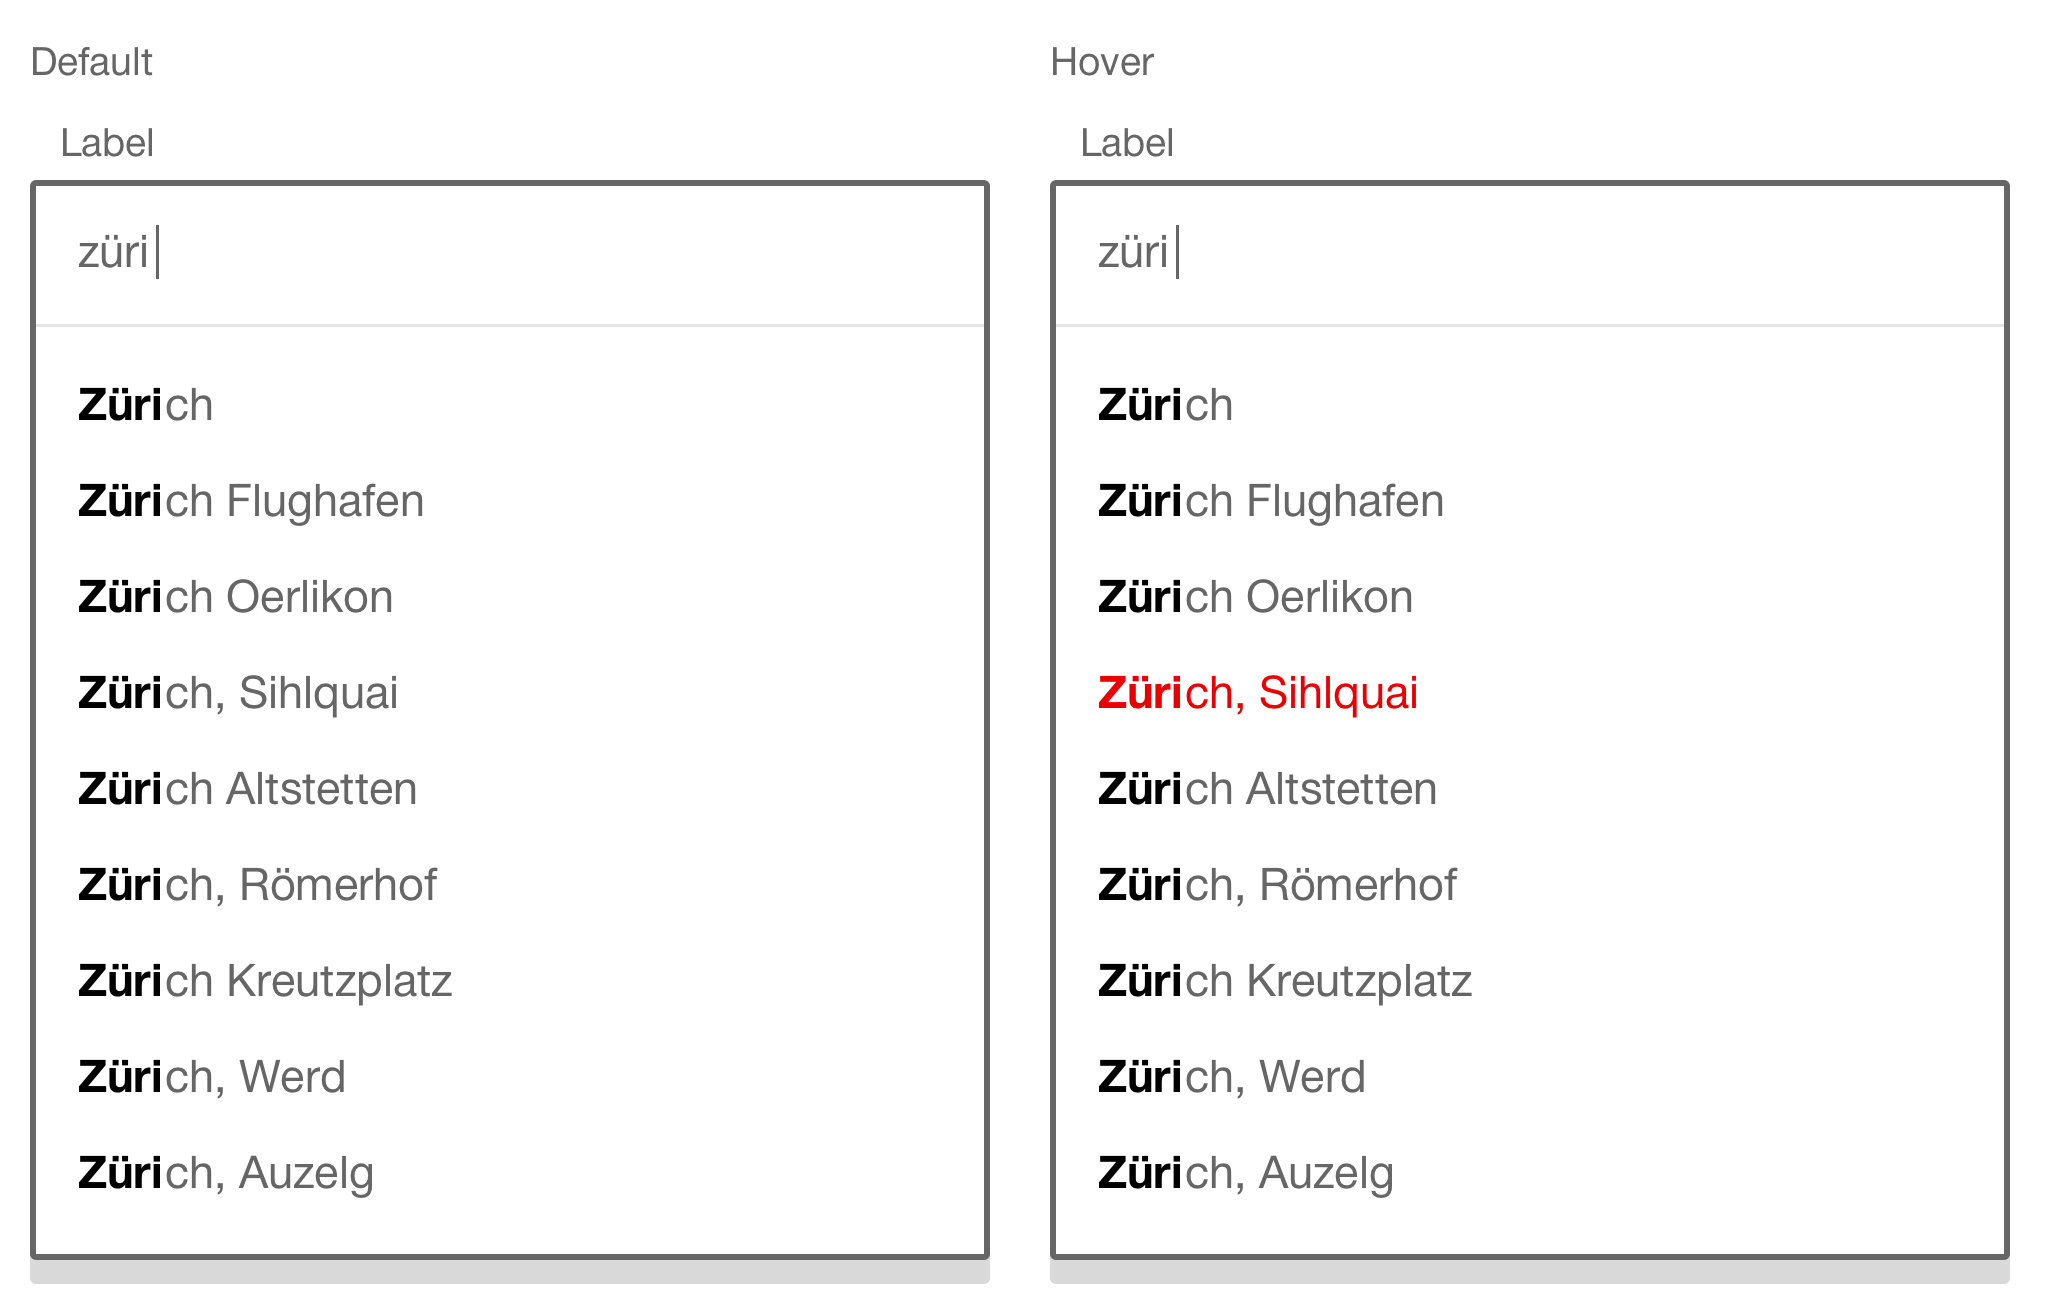 Default
Label
züri
Zürich
Zürich Flughafen
Zürich Oerlikon
Zürich, Sihlquai
Zürich Altstetten
Zürich, Römerhof
Zürich Kreutzplatz
Zürich, Werd
Zürich, Auzelg
Hover
Label
züri
Zürich
Zürich Flughafen
Zürich Oerlikon
Zürich, Sihlquai
Zürich Altstetten
Zürich, Römerhof
Zürich Kreutzplatz
Zürich, Werd
Zürich, Auzelg